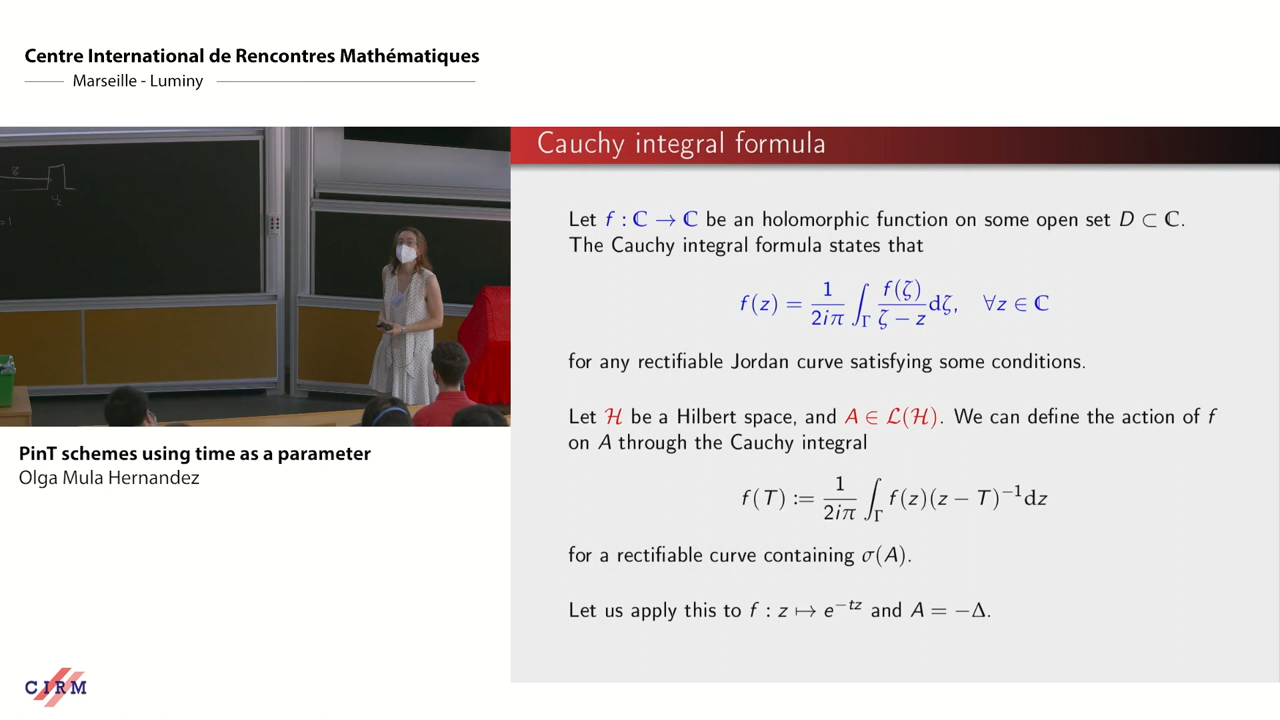 Centre International de Rencontres Mathématiques
Marseille - Luminy
Cauchy integral formula
Let f : ℂ → ℂ be an holomorphic function on some open set D ⊂ ℂ.
The Cauchy integral formula states that
f(z) = 1/2iπ ∫_Γ f(ζ)/ζ − z dζ, ∀z ∈ ℂ
for any rectifiable Jordan curve satisfying some conditions.
Let ℋ be a Hilbert space, and A ∈ ℒ(ℋ). We can define the action of f
on A through the Cauchy integral
f(T) := 1/2iπ ∫_Γ f(z)(z − T)⁻¹dz
for a rectifiable curve containing σ(A).
Let us apply this to f : z ↦ e^{−tz} and A = −Δ.
PinT schemes using time as a parameter
Olga Mula Hernandez
CIRM